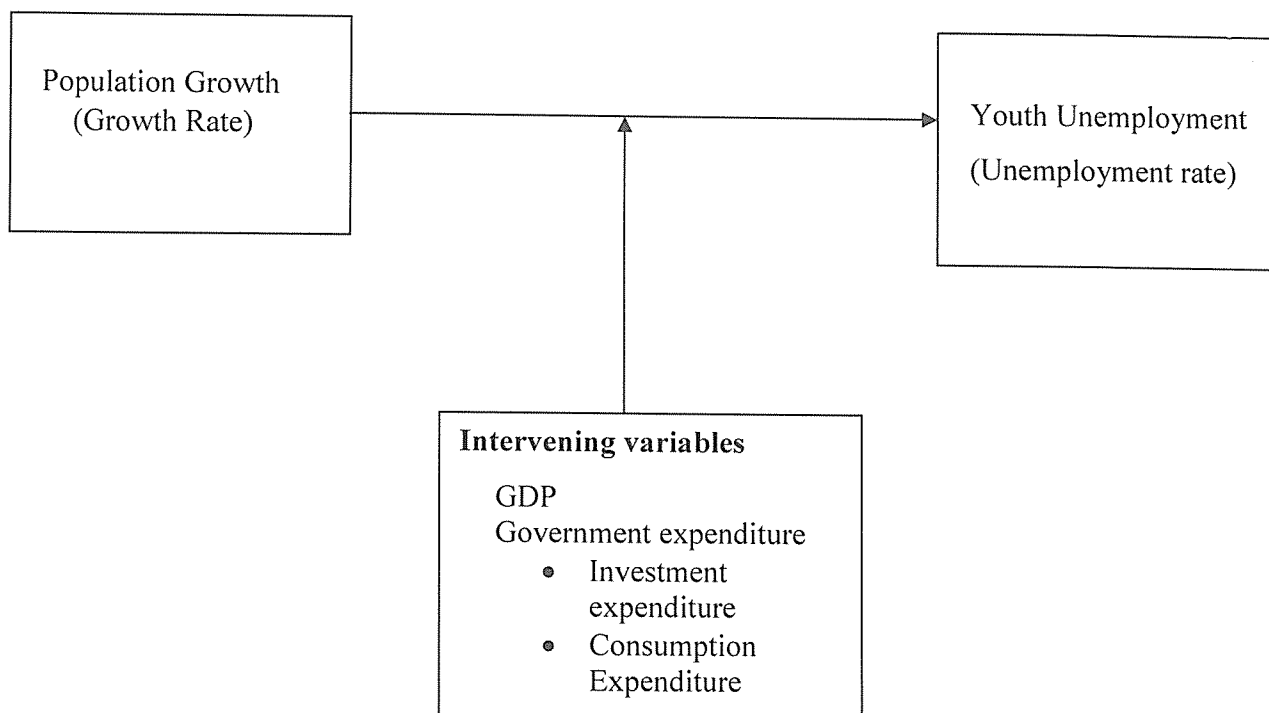 Population Growth
(Growth Rate)
Youth Unemployment
(Unemployment rate)
Intervening variables
GDP
Government expenditure
• Investment
expenditure
• Consumption
Expenditure